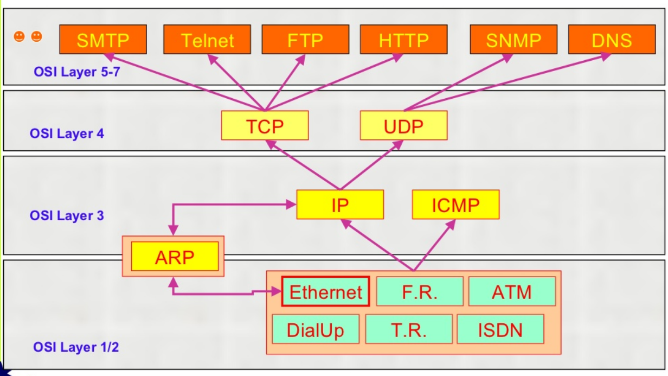 SMTP Telnet FTP HTTP SNMP DNS
OSI Layer 5-7
TCP UDP
OSI Layer 4
IP ICMP
OSI Layer 3
ARP
Ethernet F.R. ATM
DialUp T.R. ISDN
OSI Layer 1/2